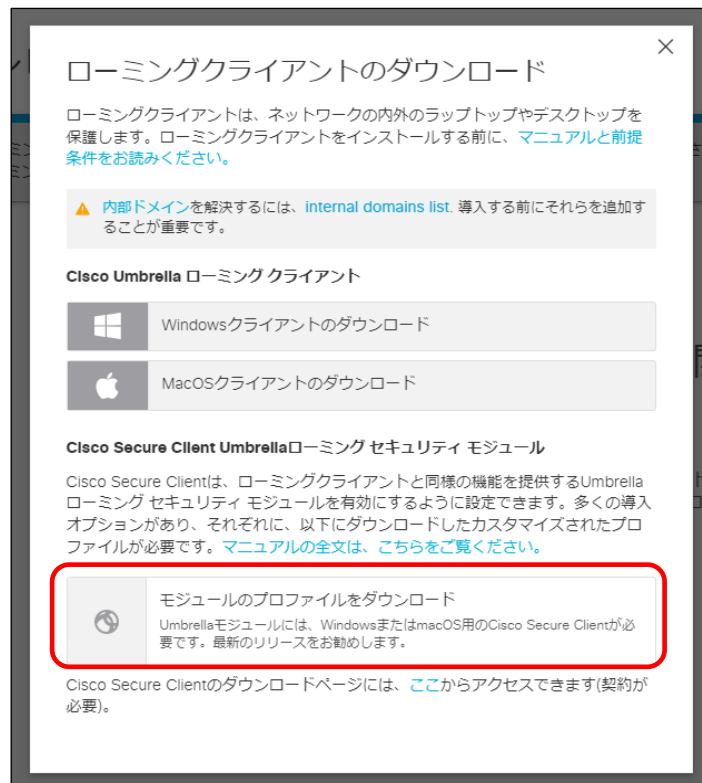 ローミングクライアントのダウンロード
ローミングクライアントは、ネットワークの内外のラップトップやデスクトップを
保護します。ローミングクライアントをインストールする前に、マニュアルと前提
条件をお読みください。
内部ドメインを解決するには、internal domains list. 導入する前にそれらを追加す
ることが重要です。
Cisco Umbrella ローミング クライアント
Windowsクライアントのダウンロード
MacOSクライアントのダウンロード
Cisco Secure Client Umbrellaローミング セキュリティ モジュール
Cisco Secure Clientは、ローミングクライアントと同様の機能を提供するUmbrella
ローミング セキュリティ モジュールを有効にするように設定できます。多くの導入
オプションがあり、それぞれに、以下にダウンロードしたカスタマイズされたプロ
ファイルが必要です。マニュアルの全文は、こちらをご覧ください。
モジュールのプロファイルをダウンロード
Umbrellaモジュールには、WindowsまたはmacOS用のCisco Secure Clientが必
要です。最新のリリースをお勧めします。
Cisco Secure Clientのダウンロードページには、ここからアクセスできます(契約が
必要)。